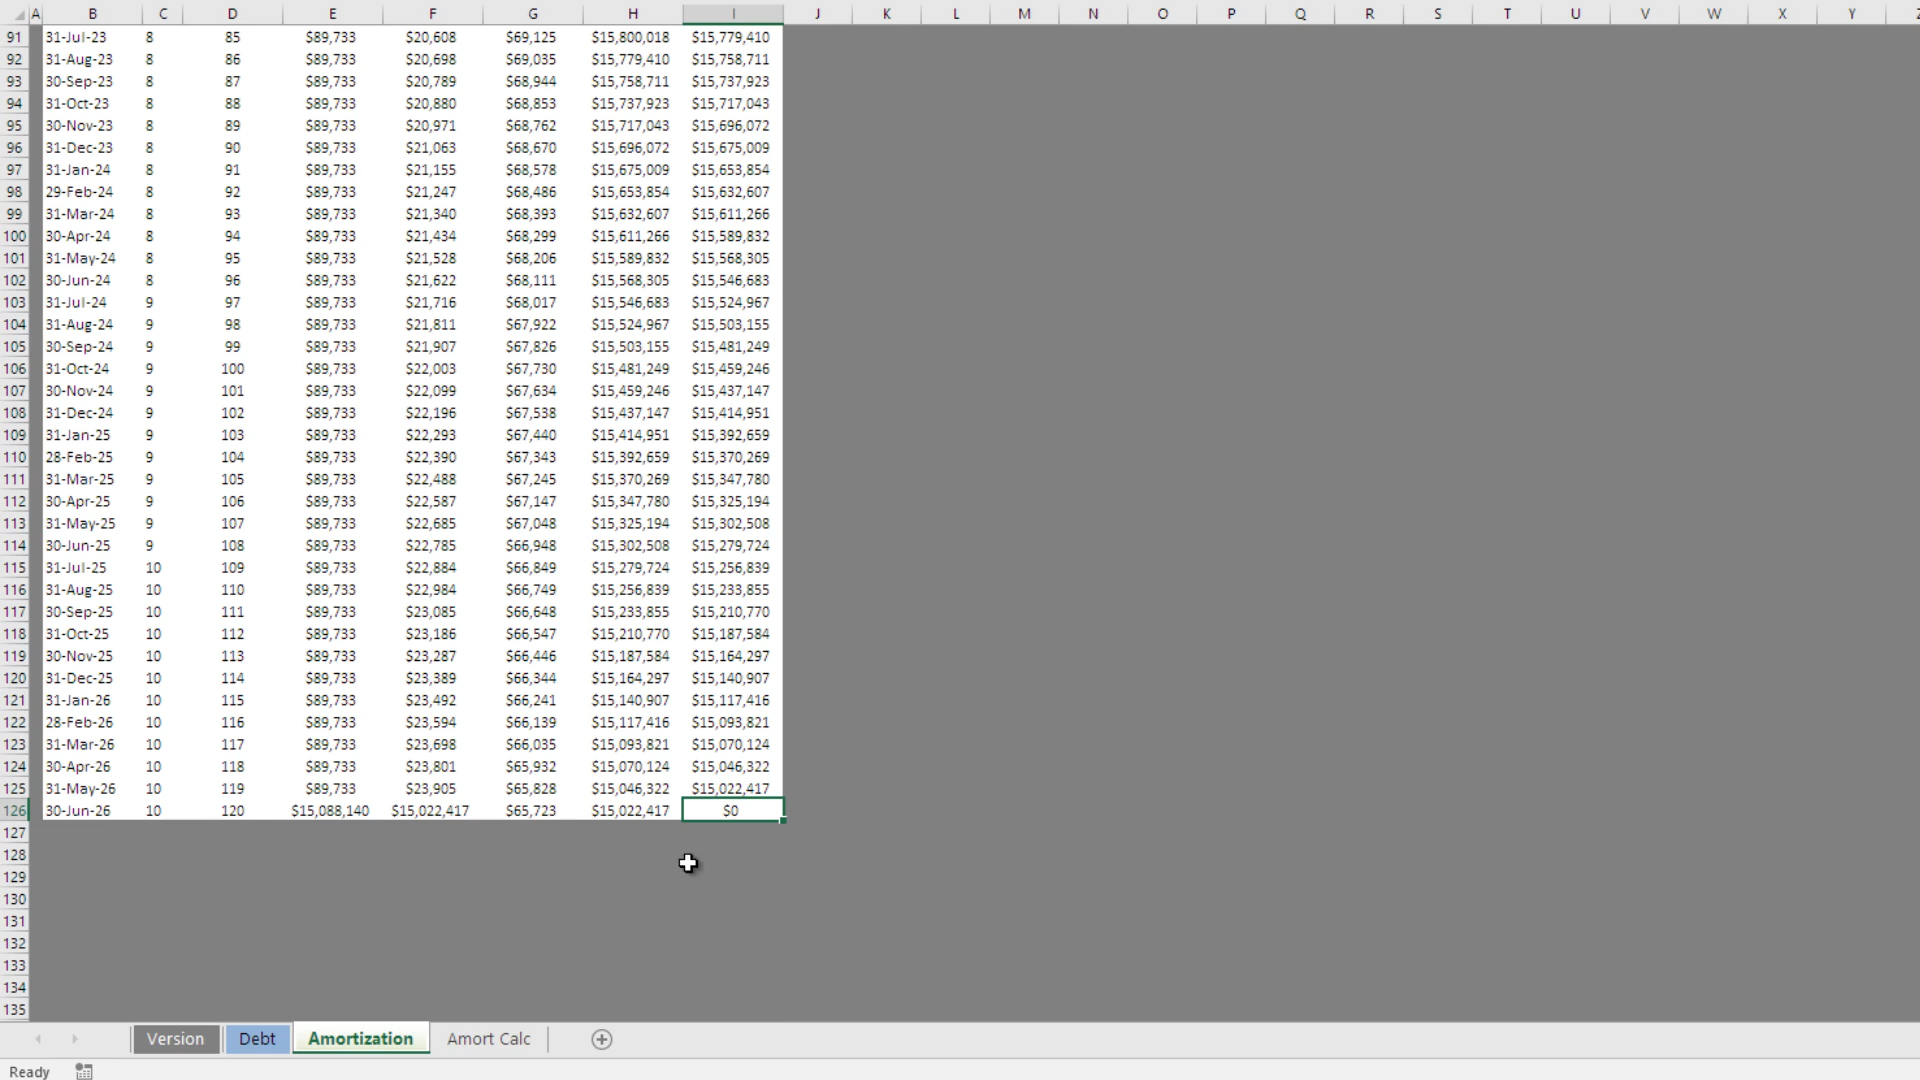 A B C D E F G H I J K L M N O P Q R S T U V W X Y
91 31-Jul-23 8 85 $89,733 $20,608 $69,125 $15,800,018 $15,779,410
92 31-Aug-23 8 86 $89,733 $20,698 $69,035 $15,779,410 $15,758,711
93 30-Sep-23 8 87 $89,733 $20,789 $68,944 $15,758,711 $15,737,923
94 31-Oct-23 8 88 $89,733 $20,880 $68,853 $15,737,923 $15,717,043
95 30-Nov-23 8 89 $89,733 $20,971 $68,762 $15,717,043 $15,696,072
96 31-Dec-23 8 90 $89,733 $21,063 $68,670 $15,696,072 $15,675,009
97 31-Jan-24 8 91 $89,733 $21,155 $68,578 $15,675,009 $15,653,854
98 29-Feb-24 8 92 $89,733 $21,247 $68,486 $15,653,854 $15,632,607
99 31-Mar-24 8 93 $89,733 $21,340 $68,393 $15,632,607 $15,611,266
100 30-Apr-24 8 94 $89,733 $21,434 $68,299 $15,611,266 $15,589,832
101 31-May-24 8 95 $89,733 $21,528 $68,206 $15,589,832 $15,568,305
102 30-Jun-24 8 96 $89,733 $21,622 $68,111 $15,568,305 $15,546,683
103 31-Jul-24 9 97 $89,733 $21,716 $68,017 $15,546,683 $15,524,967
104 31-Aug-24 9 98 $89,733 $21,811 $67,922 $15,524,967 $15,503,155
105 30-Sep-24 9 99 $89,733 $21,907 $67,826 $15,503,155 $15,481,249
106 31-Oct-24 9 100 $89,733 $22,003 $67,730 $15,481,249 $15,459,246
107 30-Nov-24 9 101 $89,733 $22,099 $67,634 $15,459,246 $15,437,147
108 31-Dec-24 9 102 $89,733 $22,196 $67,538 $15,437,147 $15,414,951
109 31-Jan-25 9 103 $89,733 $22,293 $67,440 $15,414,951 $15,392,659
110 28-Feb-25 9 104 $89,733 $22,390 $67,343 $15,392,659 $15,370,269
111 31-Mar-25 9 105 $89,733 $22,488 $67,245 $15,370,269 $15,347,780
112 30-Apr-25 9 106 $89,733 $22,587 $67,147 $15,347,780 $15,325,194
113 31-May-25 9 107 $89,733 $22,685 $67,048 $15,325,194 $15,302,508
114 30-Jun-25 9 108 $89,733 $22,785 $66,948 $15,302,508 $15,279,724
115 31-Jul-25 10 109 $89,733 $22,884 $66,849 $15,279,724 $15,256,839
116 31-Aug-25 10 110 $89,733 $22,984 $66,749 $15,256,839 $15,233,855
117 30-Sep-25 10 111 $89,733 $23,085 $66,648 $15,233,855 $15,210,770
118 31-Oct-25 10 112 $89,733 $23,186 $66,547 $15,210,770 $15,187,584
119 30-Nov-25 10 113 $89,733 $23,287 $66,446 $15,187,584 $15,164,297
120 31-Dec-25 10 114 $89,733 $23,389 $66,344 $15,164,297 $15,140,907
121 31-Jan-26 10 115 $89,733 $23,492 $66,241 $15,140,907 $15,117,416
122 28-Feb-26 10 116 $89,733 $23,594 $66,139 $15,117,416 $15,093,821
123 31-Mar-26 10 117 $89,733 $23,698 $66,035 $15,093,821 $15,070,124
124 30-Apr-26 10 118 $89,733 $23,801 $65,932 $15,070,124 $15,046,322
125 31-May-26 10 119 $89,733 $23,905 $65,828 $15,046,322 $15,022,417
126 30-Jun-26 10 120 $15,088,140 $15,022,417 $65,723 $15,022,417 $0
127
128
129
130
131
132
133
134
135
Version Debt Amortization Amort Calc
Ready